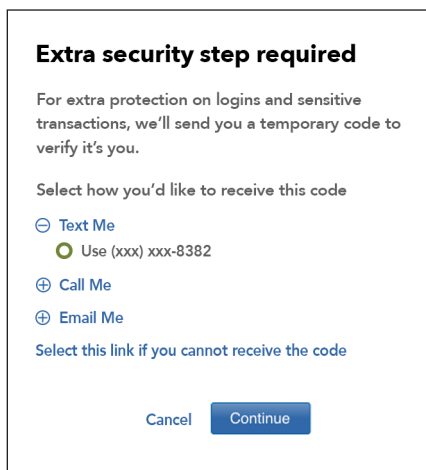 Extra security step required
For extra protection on logins and sensitive
transactions, we’ll send you a temporary code to
verify it’s you.
Select how you’d like to receive this code
Text Me
Use (xxx) xxx-8382
Call Me
Email Me
Select this link if you cannot receive the code
Cancel Continue